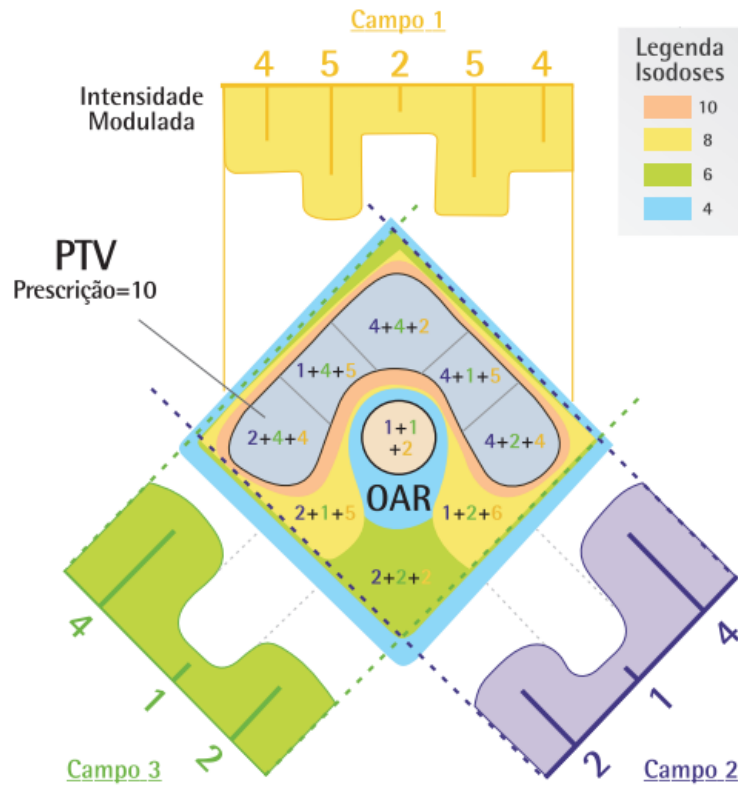 Campo 1
4 5 2 5 4
Intensidade
Modulada
Legenda
Isodoses
10
8
6
4
PTV
Prescrição=10
4+4+2
1+4+5
4+1+5
2+4+4
1+1
+2
4+2+4
OAR
2+1+5
1+2+6
2+2+2
4
1
2
Campo 3
4
1
2
Campo 2